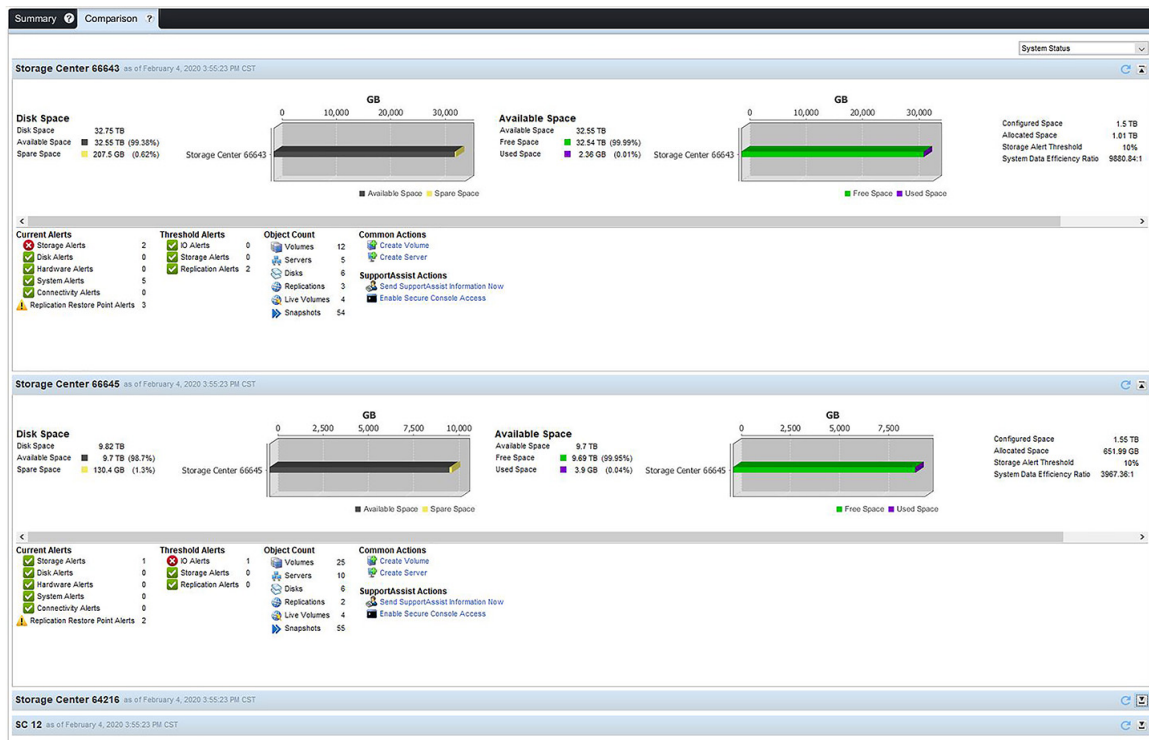 Summary ? Comparison ?
System Status
Storage Center 66643 as of February 4, 2020 3:55:23 PM CST
Disk Space
Disk Space 32.75 TB
Available Space 32.55 TB (99.38%)
Spare Space 207.5 GB (0.62%)
GB
0 10,000 20,000 30,000
Storage Center 66643
Available Space Spare Space
Available Space
Available Space 32.55 TB
Free Space 32.54 TB (99.99%)
Used Space 2.36 GB (0.01%)
GB
0 10,000 20,000 30,000
Storage Center 66643
Free Space Used Space
Configured Space 1.5 TB
Allocated Space 1.01 TB
Storage Alert Threshold 10%
System Data Efficiency Ratio 9880.84:1
Current Alerts
Storage Alerts 2
Disk Alerts 0
Hardware Alerts 0
System Alerts 5
Connectivity Alerts 0
Replication Restore Point Alerts 3
Threshold Alerts
IO Alerts 0
Storage Alerts 0
Replication Alerts 2
Object Count
Volumes 12
Servers 5
Disks 6
Replications 3
Live Volumes 4
Snapshots 54
Common Actions
Create Volume
Create Server
SupportAssist Actions
Send SupportAssist Information Now
Enable Secure Console Access
Storage Center 66645 as of February 4, 2020 3:55:23 PM CST
Disk Space
Disk Space 9.82 TB
Available Space 9.7 TB (98.7%)
Spare Space 130.4 GB (1.3%)
GB
0 2,500 5,000 7,500 10,000
Storage Center 66645
Available Space Spare Space
Available Space
Available Space 9.7 TB
Free Space 9.69 TB (99.95%)
Used Space 3.9 GB (0.04%)
GB
0 2,500 5,000 7,500
Storage Center 66645
Free Space Used Space
Configured Space 1.55 TB
Allocated Space 651.99 GB
Storage Alert Threshold 10%
System Data Efficiency Ratio 3967.36:1
Current Alerts
Storage Alerts 1
Disk Alerts 0
Hardware Alerts 0
System Alerts 0
Connectivity Alerts 0
Replication Restore Point Alerts 2
Threshold Alerts
IO Alerts 1
Storage Alerts 0
Replication Alerts 0
Object Count
Volumes 25
Servers 10
Disks 6
Replications 2
Live Volumes 4
Snapshots 55
Common Actions
Create Volume
Create Server
SupportAssist Actions
Send SupportAssist Information Now
Enable Secure Console Access
Storage Center 64216 as of February 4, 2020 3:55:23 PM CST
SC 12 as of February 4, 2020 3:55:23 PM CST